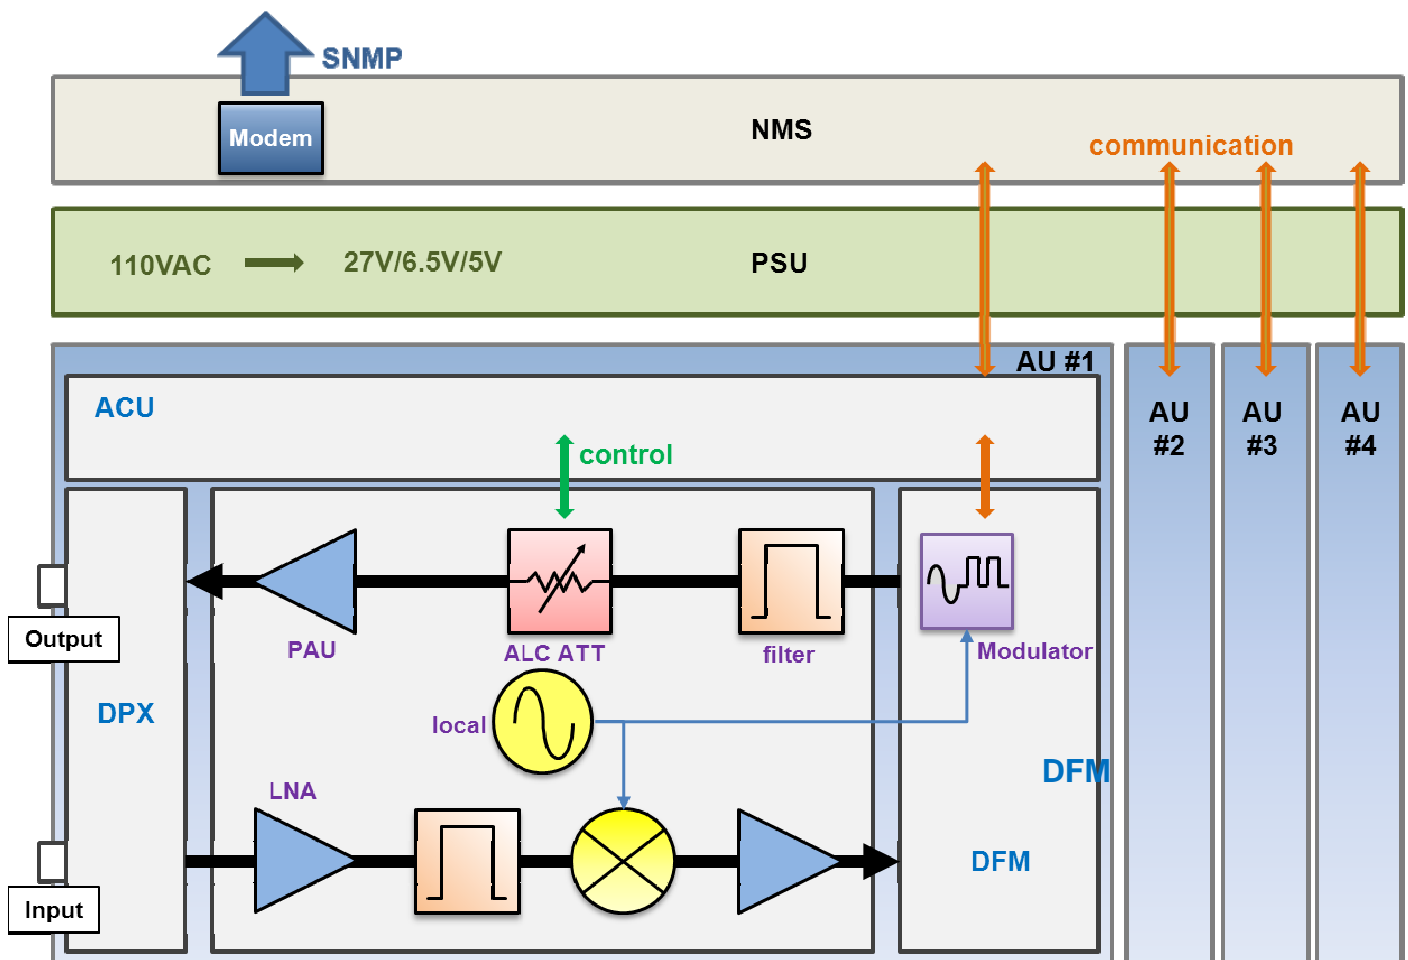 SNMP
Modem
NMS
communication
110VAC
27V/6.5V/5V
PSU
AU #1
ACU
control
AU
#2
AU
#3
AU
#4
Output
PAU
ALC ATT
filter
Modulator
DPX
local
LNA
DFM
DFM
Input